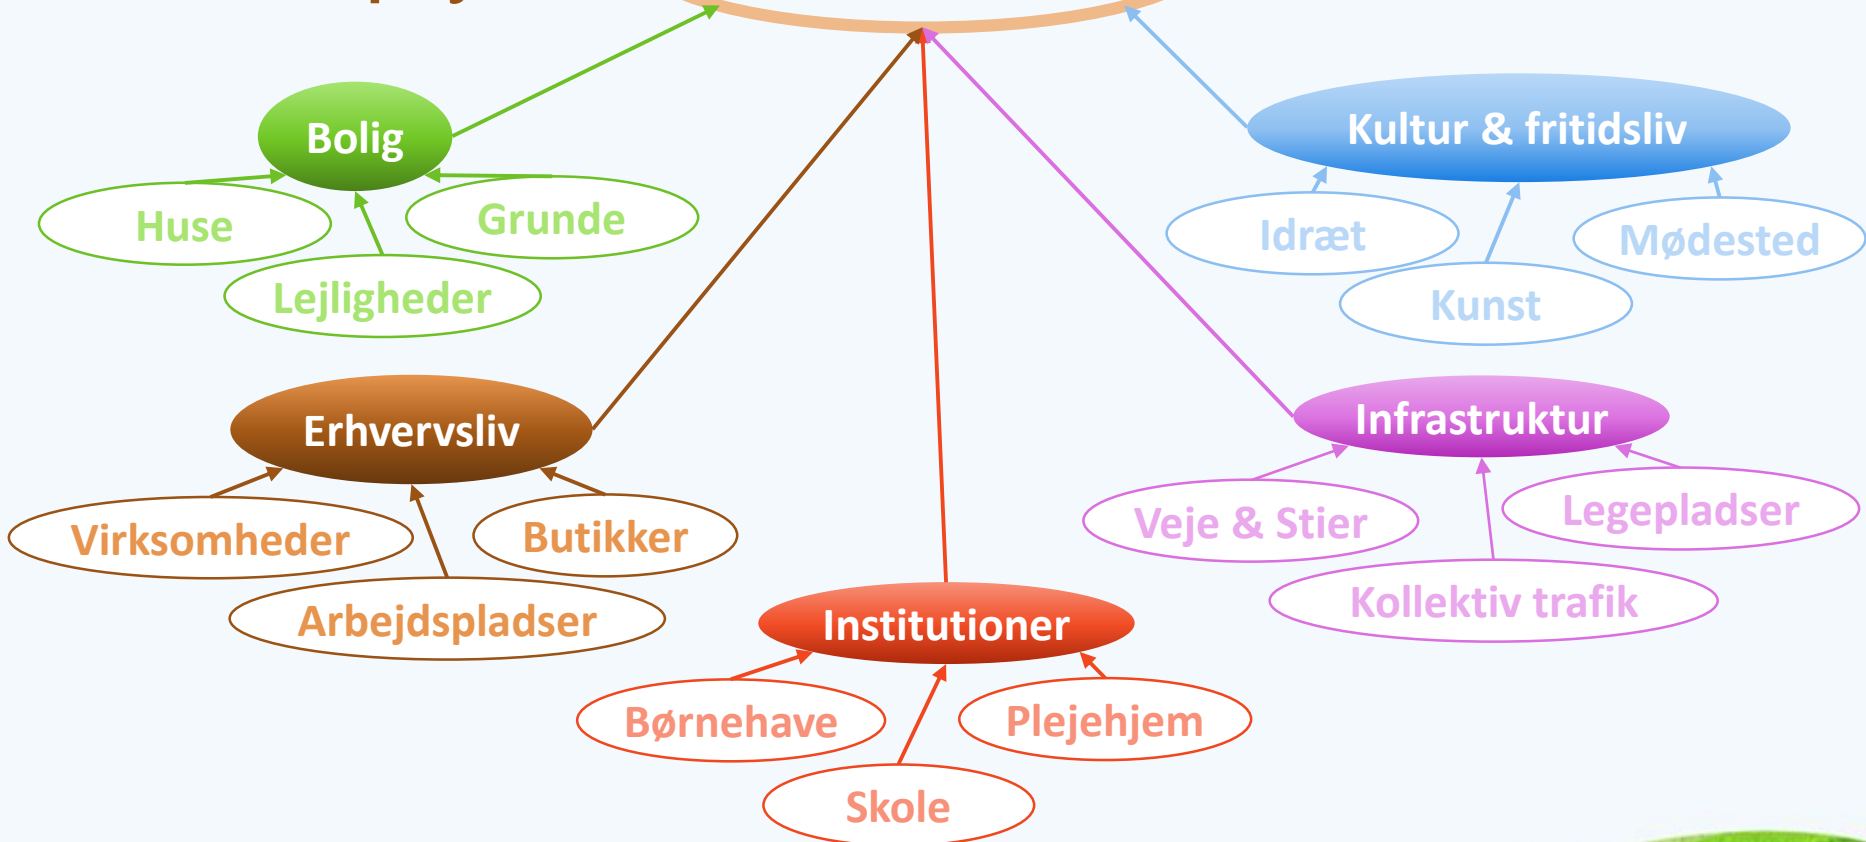 Bolig
Huse
Grunde
Lejligheder
Kultur & fritidsliv
Idræt
Mødested
Kunst
Erhvervsliv
Virksomheder
Butikker
Arbejdspladser
Infrastruktur
Veje & Stier
Legepladser
Kollektiv trafik
Institutioner
Børnehave
Plejehjem
Skole